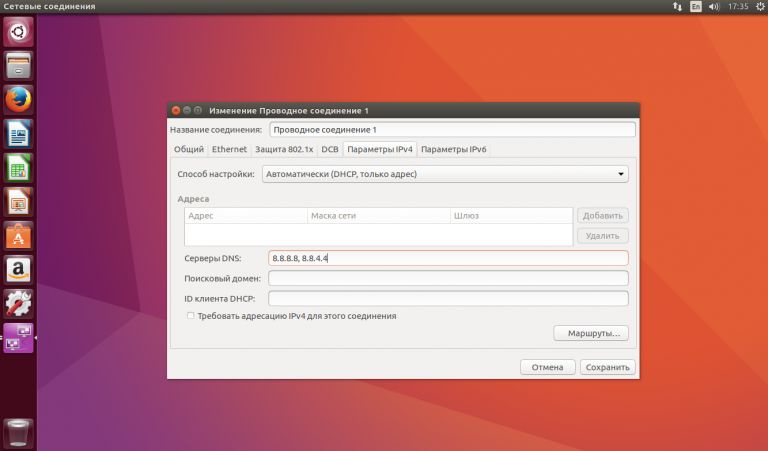 Сетевые соединения
En
17:35
Изменение Проводное соединение 1
Название соединения: Проводное соединение 1
Общий Ethernet Защита 802.1x DCB Параметры IPv4 Параметры IPv6
Способ настройки: Автоматически (DHCP, только адрес)
Адреса
Адрес Маска сети Шлюз Добавить
Удалить
Серверы DNS: 8.8.8.8, 8.8.4.4
Поисковый домен:
ID клиента DHCP:
Требовать адресацию IPv4 для этого соединения
Маршруты...
Отмена Сохранить